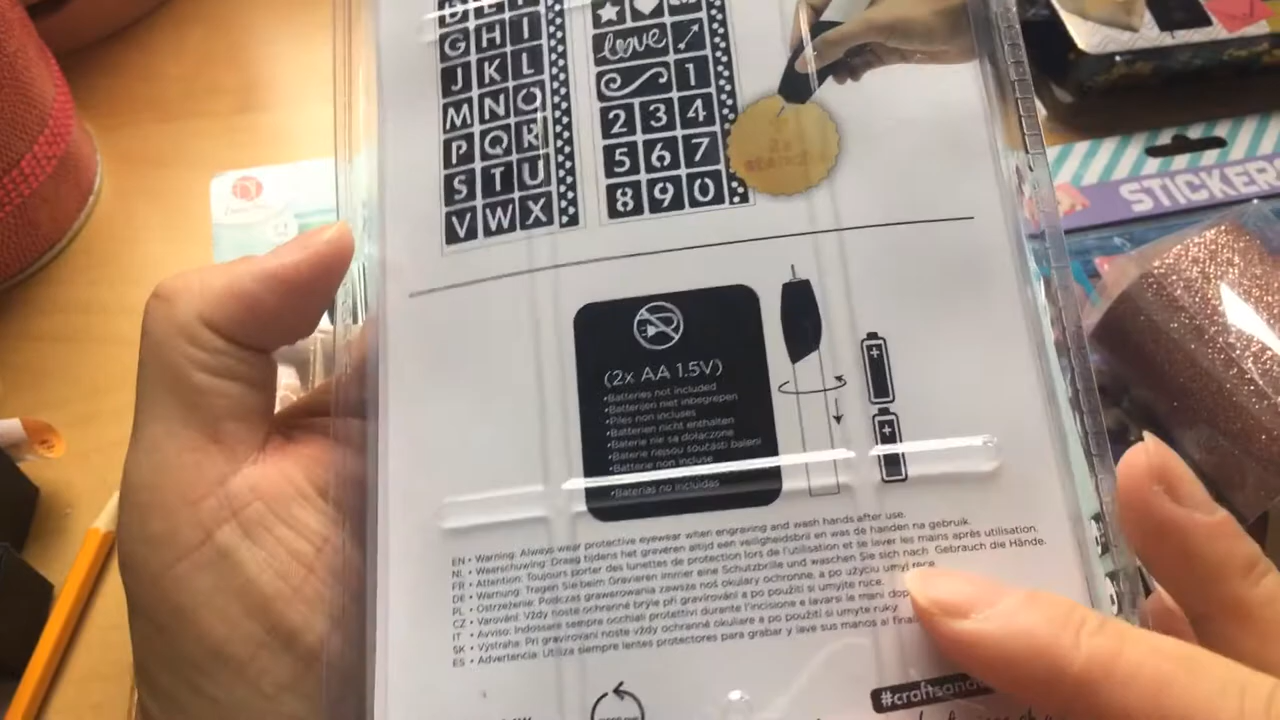 G H I
J K L
M N O
P Q R
S T U
V W X
love
1
2 3 4
5 6 7
8 9 0
STICKERS
(2x AA 1.5V)
•Batteries not included
•Batterijen niet inbegrepen
•Piles non incluses
•Batterien nicht enthalten
•Baterie nie są dołączone
•Baterie nejsou součástí balení
•Batterie non incluse
•Baterías no incluidas
EN • Warning: Always wear protective eyewear when engraving and wash hands after use.
NL • Waarschuwing: Draag tijdens het graveren altijd een veiligheidsbril en was de handen na gebruik.
FR • Attention: Toujours porter des lunettes de protection lors de l'utilisation et se laver les mains après utilisation.
DE • Warnung: Tragen Sie beim Gravieren immer eine Schutzbrille und waschen Sie sich nach Gebrauch die Hände.
PL • Ostrzeżenie: Podczas grawerowania zawsze noś okulary ochronne, a po użyciu umyj ręce.
CZ • Varování: Vždy noste ochranné brýle při gravírování a po použití si umyjte ruce.
IT • Avviso: Indossare sempre occhiali protettivi durante l'incisione e lavarsi le mani dop
SK • Výstraha: Pri gravírovaní noste vždy ochranné okuliare a po použití si umyte ruky
ES • Advertencia: Utiliza siempre lentes protectores para grabar y lave sus manos al final
#craftsand